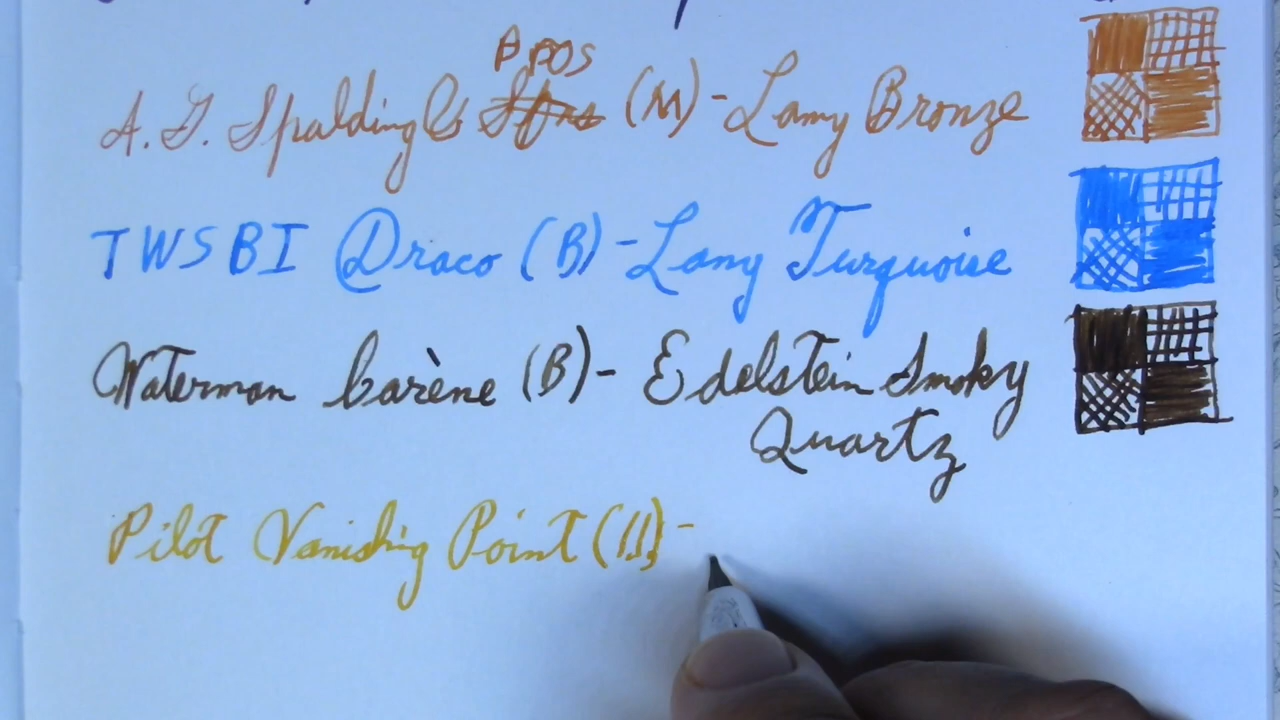 Bros
A. G. Spalding & (M) - Lamy Bronze
TWSBI Draco (B) - Lamy Turquoise
Waterman Carène (B) - Edelstein Smoky
Quartz
Pilot Vanishing Point (M) -